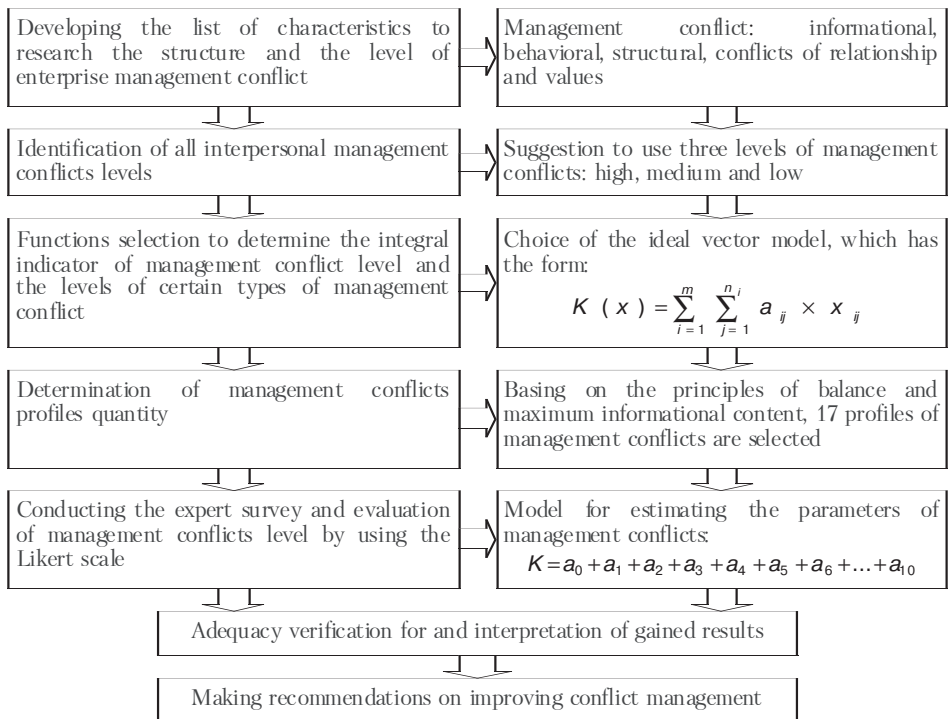 Developing the list of characteristics to
research the structure and the level of
enterprise management conflict
Management conflict: informational,
behavioral, structural, conflicts of relationship
and values
Identification of all interpersonal management
conflicts levels
Suggestion to use three levels of management
conflicts: high, medium and low
Functions selection to determine the integral
indicator of management conflict level and
the levels of certain types of management
conflict
Choice of the ideal vector model, which has
the form:
K ( x ) = ∑_{i = 1}^{m} ∑_{j = 1}^{n_i} a_{ij} × x_{ij}
Determination of management conflicts
profiles quantity
Basing on the principles of balance and
maximum informational content, 17 profiles of
management conflicts are selected
Conducting the expert survey and evaluation
of management conflicts level by using the
Likert scale
Model for estimating the parameters of
management conflicts:
K = a₀ + a₁ + a₂ + a₃ + a₄ + a₅ + a₆ + ... + a₁₀
Adequacy verification for and interpretation of gained results
Making recommendations on improving conflict management